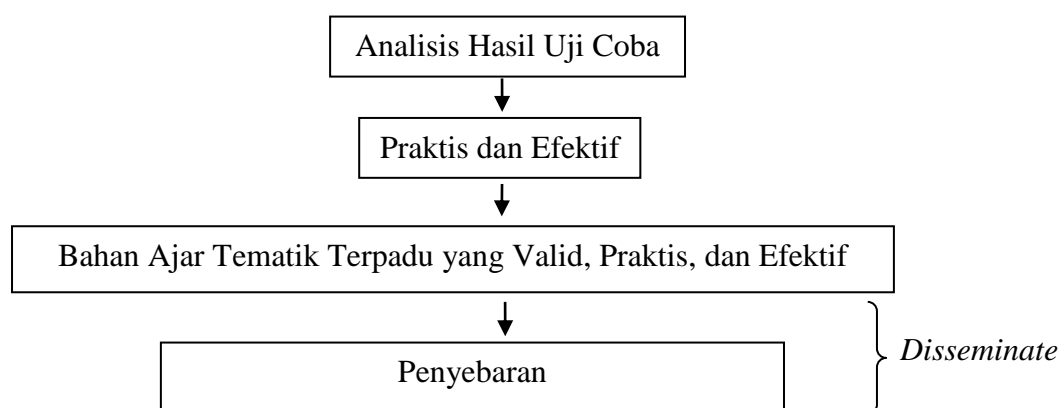 Analisis Hasil Uji Coba
Praktis dan Efektif
Bahan Ajar Tematik Terpadu yang Valid, Praktis, dan Efektif
Disseminate
Penyebaran